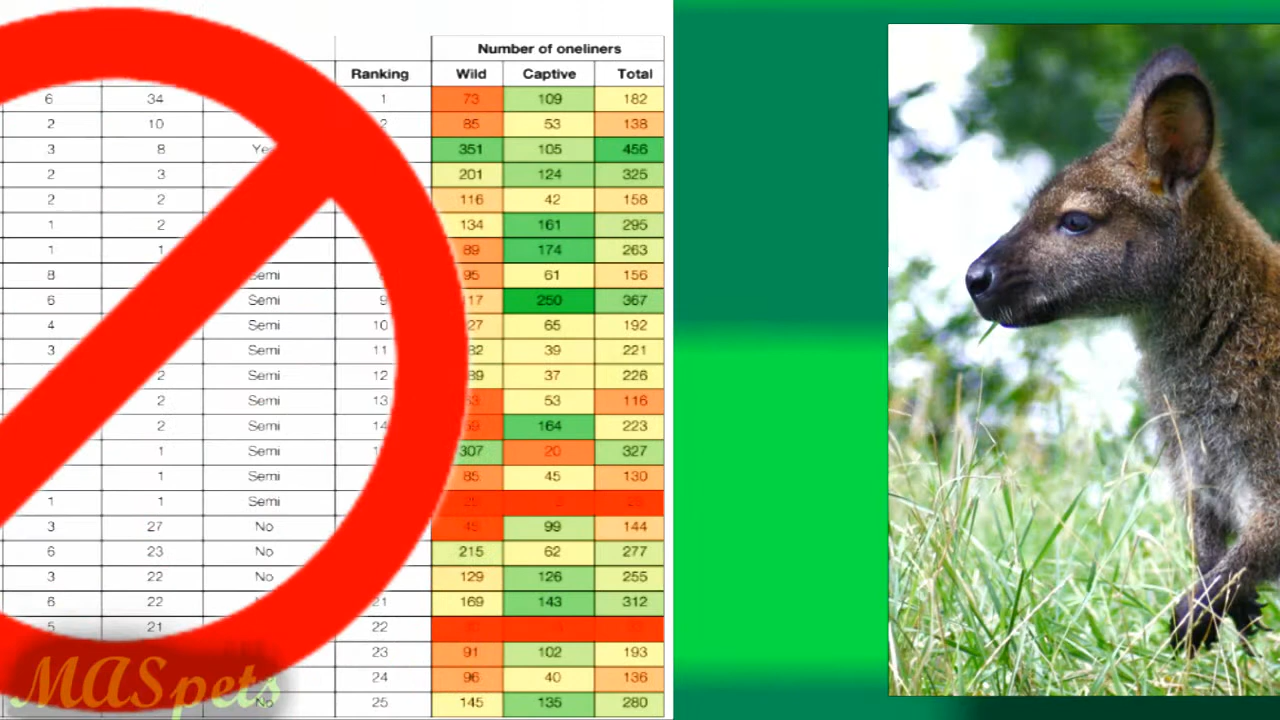 Number of oneliners
Ranking Wild Captive Total
6 34 1 73 109 182
2 10 2 85 53 138
3 8 351 105 456
2 3 201 124 325
2 2 116 42 158
1 2 134 161 295
1 1 89 174 263
8 Semi 95 61 156
6 Semi 9 250 367
4 Semi 10 65 192
3 Semi 11 39 221
2 Semi 12 37 226
2 Semi 13 53 116
2 Semi 14 164 223
1 Semi 307 20 327
1 Semi 85 45 130
1 1 Semi
3 27 No 45 99 144
6 23 No 215 62 277
3 22 No 129 126 255
6 22 21 169 143 312
5 21 22
23 91 102 193
24 96 40 136
MASpets
No 25 145 135 280